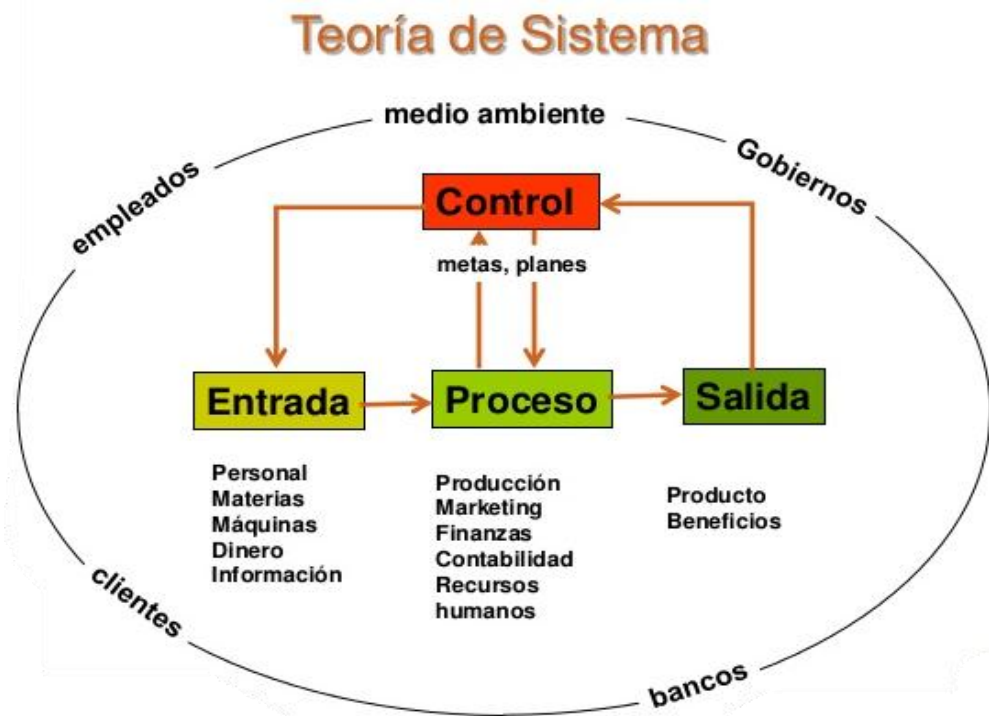 Teoría de Sistema
medio ambiente
empleados
Gobiernos
Control
metas, planes
Entrada
Proceso
Salida
Personal
Materias
Máquinas
Dinero
Información
Producción
Marketing
Finanzas
Contabilidad
Recursos
humanos
Producto
Beneficios
clientes
bancos